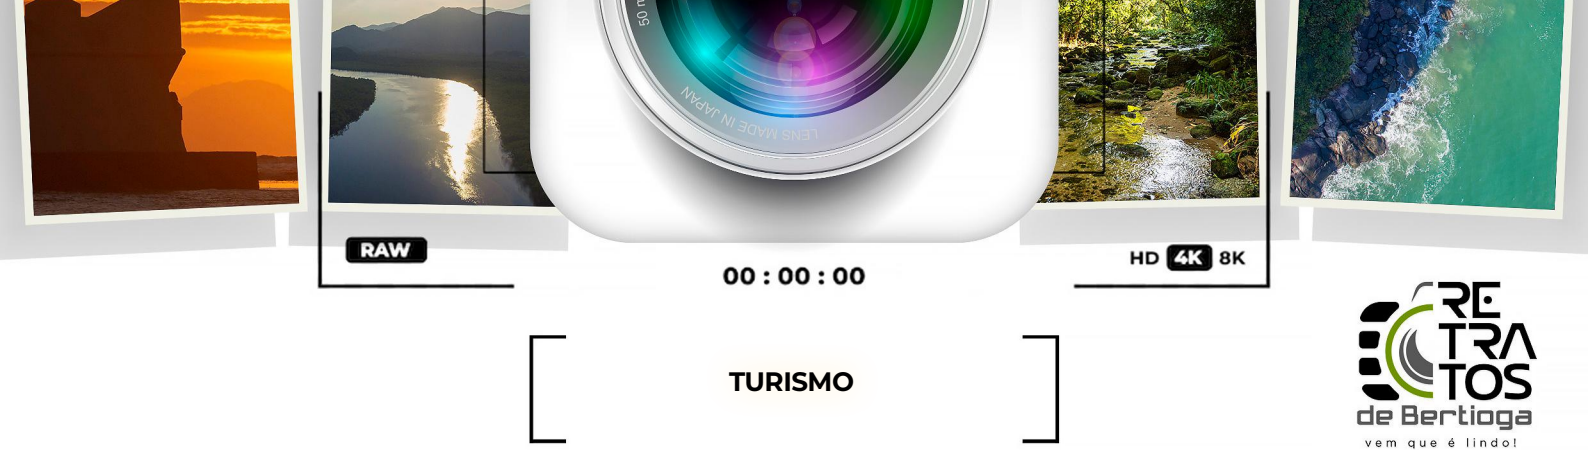 50 m
LENS MADE IN JAPAN
RAW
HD 4K 8K
00 : 00 : 00
TURISMO
RE
TRA
TOS
de Bertioga
vem que é lindo!